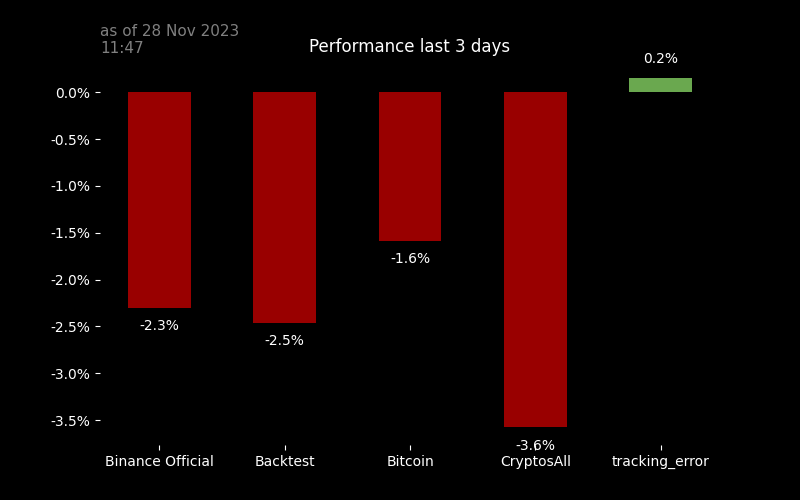 as of 28 Nov 2023
11:47
Performance last 3 days
0.2%
0.0%
-0.5%
-1.0%
-1.5%
-2.0%
-2.5%
-3.0%
-3.5%
-2.3%
-2.5%
-1.6%
-3.6%
Binance Official
Backtest
Bitcoin
CryptosAll
tracking_error